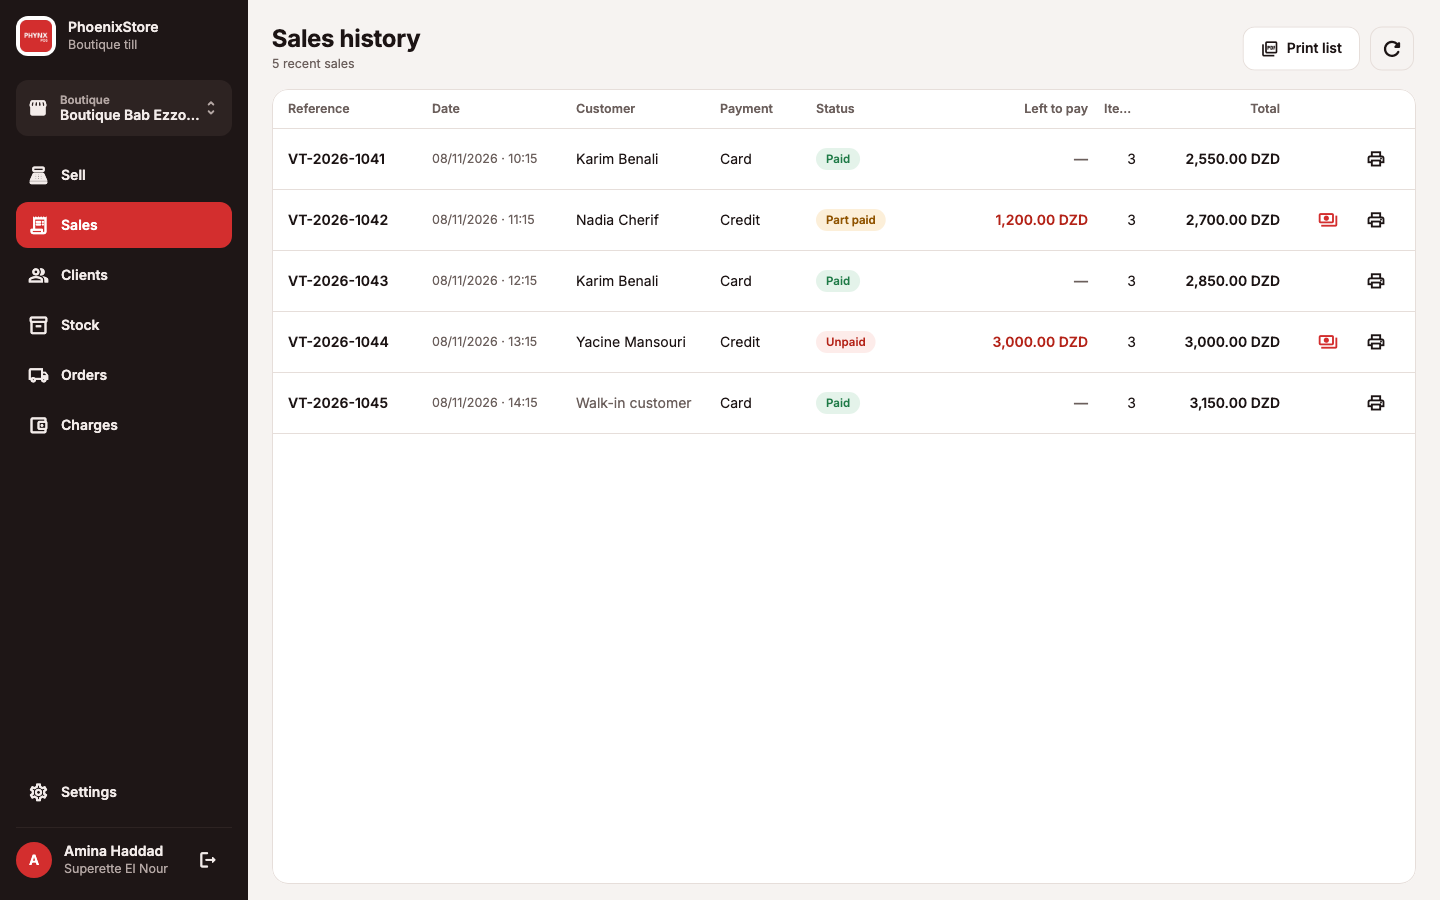 PHYNX
PhoenixStore
Boutique till
Boutique
Boutique Bab Ezzo...
Sell
Sales
Clients
Stock
Orders
Charges
Settings
A
Amina Haddad
Superette El Nour
Sales history
5 recent sales
Print list
Reference Date Customer Payment Status Left to pay Ite... Total
VT-2026-1041 08/11/2026 · 10:15 Karim Benali Card Paid — 3 2,550.00 DZD
VT-2026-1042 08/11/2026 · 11:15 Nadia Cherif Credit Part paid 1,200.00 DZD 3 2,700.00 DZD
VT-2026-1043 08/11/2026 · 12:15 Karim Benali Card Paid — 3 2,850.00 DZD
VT-2026-1044 08/11/2026 · 13:15 Yacine Mansouri Credit Unpaid 3,000.00 DZD 3 3,000.00 DZD
VT-2026-1045 08/11/2026 · 14:15 Walk-in customer Card Paid — 3 3,150.00 DZD